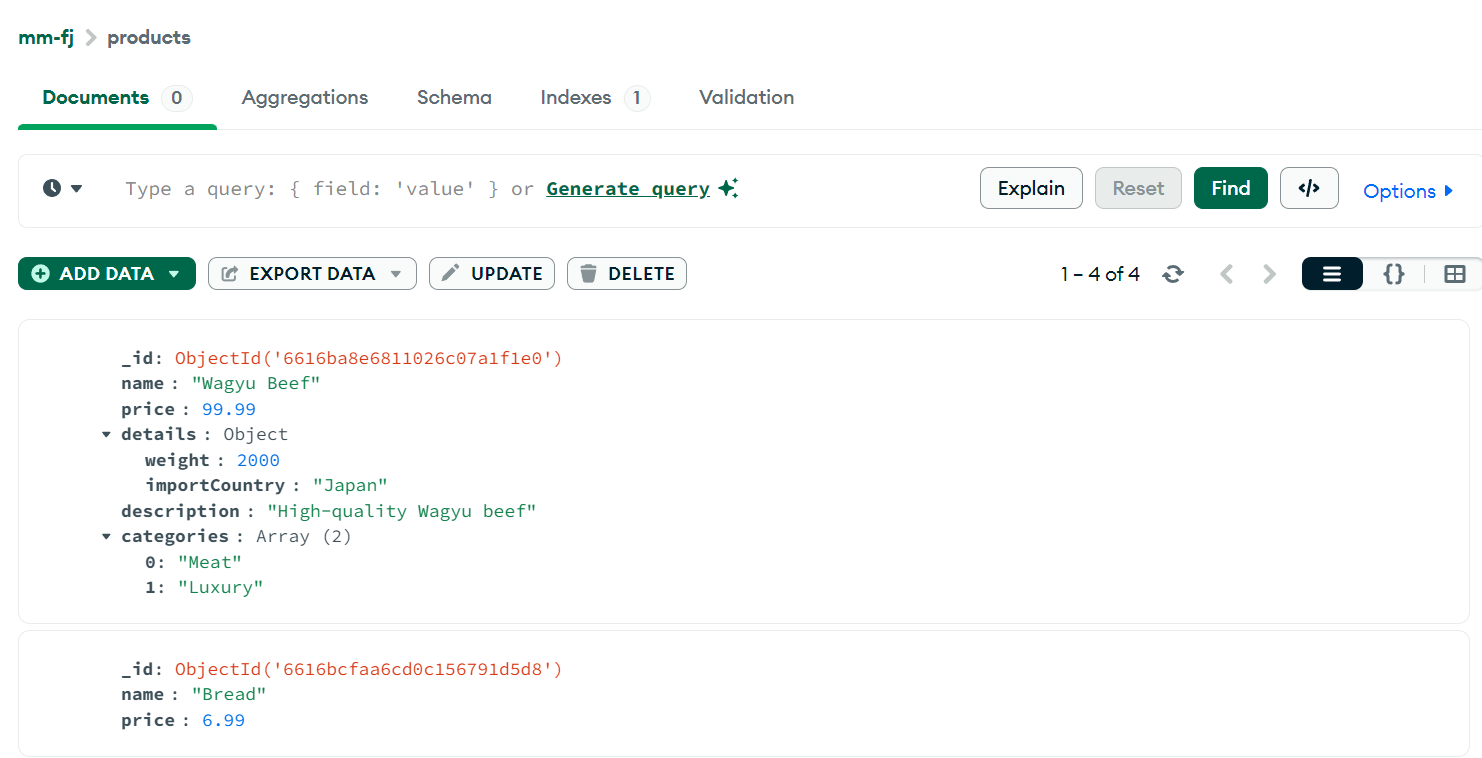 mm-fj > products
Documents 0 Aggregations Schema Indexes 1 Validation
Type a query: { field: 'value' } or Generate query Explain Reset Find </> Options
ADD DATA EXPORT DATA UPDATE DELETE 1 – 4 of 4 {}
_id: ObjectId('6616ba8e6811026c07a1f1e0')
name : "Wagyu Beef"
price : 99.99
details : Object
weight : 2000
importCountry : "Japan"
description : "High-quality Wagyu beef"
categories : Array (2)
0: "Meat"
1: "Luxury"
_id: ObjectId('6616bcfaa6cd0c156791d5d8')
name : "Bread"
price : 6.99